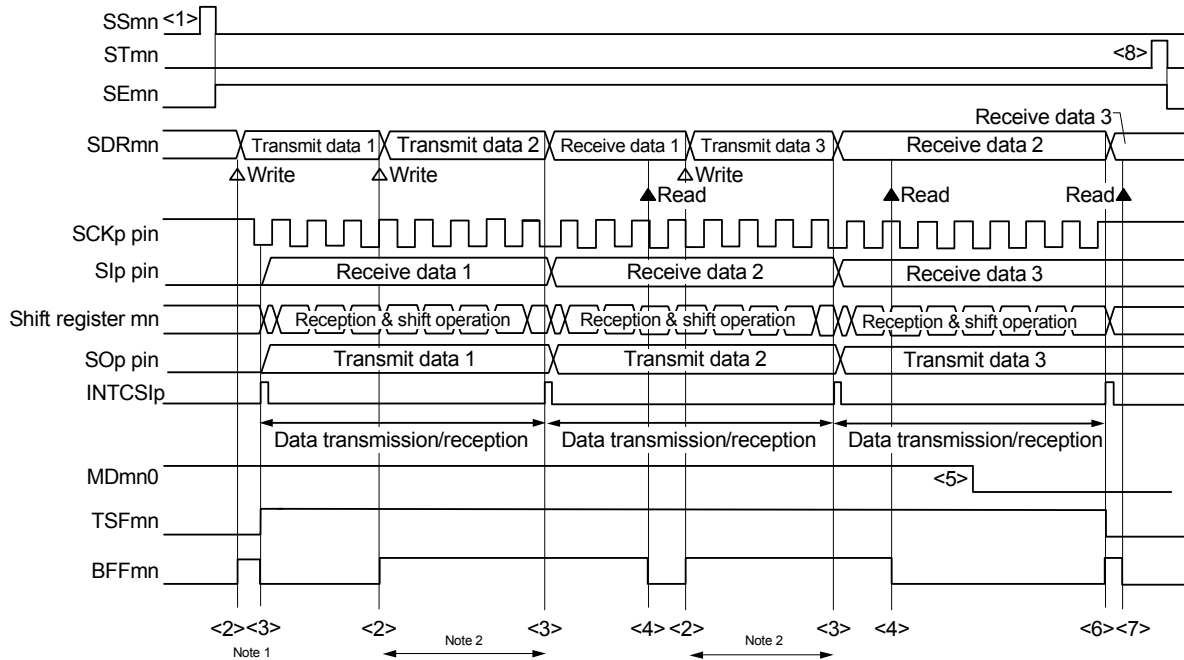 SSmn <1>
STmn <8>
SEmn
Receive data 3
SDRmn Transmit data 1 Transmit data 2 Receive data 1 Transmit data 3 Receive data 2
Write Write Write
Read Read Read
SCKp pin
SIp pin Receive data 1 Receive data 2 Receive data 3
Shift register mn Reception & shift operation Reception & shift operation Reception & shift operation
SOp pin Transmit data 1 Transmit data 2 Transmit data 3
INTCSIp
Data transmission/reception Data transmission/reception Data transmission/reception
MDmn0 <5>
TSFmn
BFFmn
<2> <3> <2> <3> <4> <2> <3> <4> <6> <7>
Note 1 Note 2 Note 2